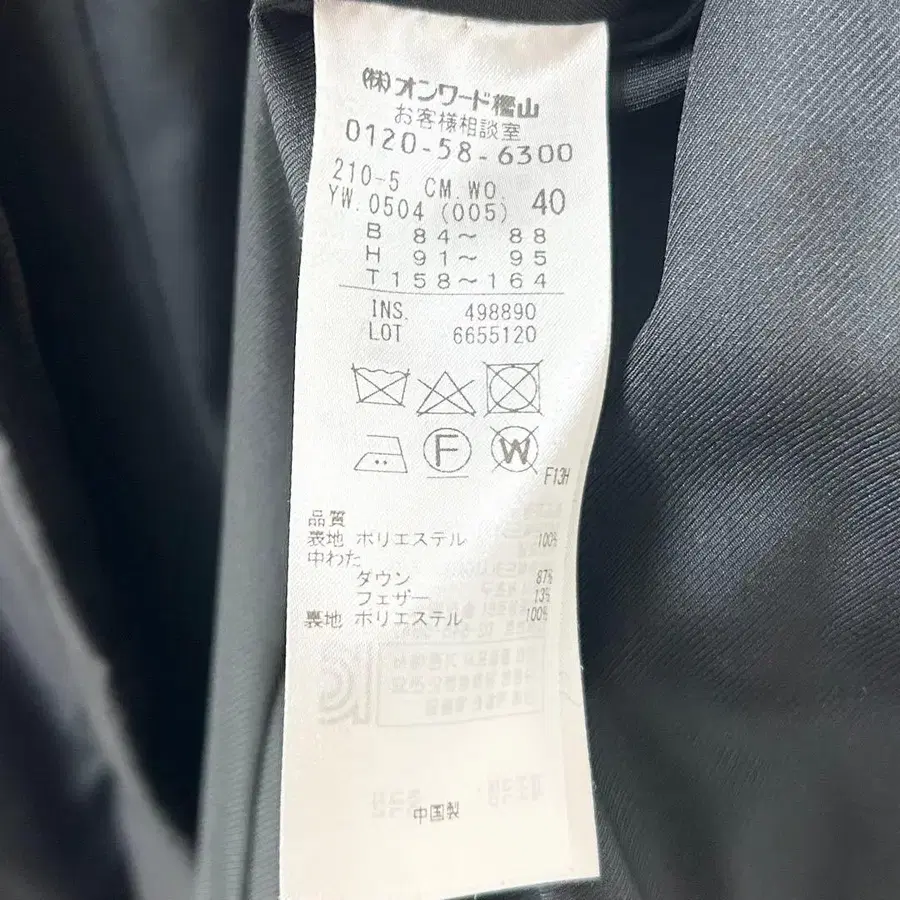 (株)オンワード樫山
お客様相談室
0120-58-6300
210-5 CM.WO. 40
YW.0504 (005)
B 84～ 88
H 91～ 95
T158～164
INS. 498890
LOT 6655120
F
W
F13H
品質
表地 ポリエステル 100%
中わた
ダウン 87%
フェザー 13%
裏地 ポリエステル 100%
中国製